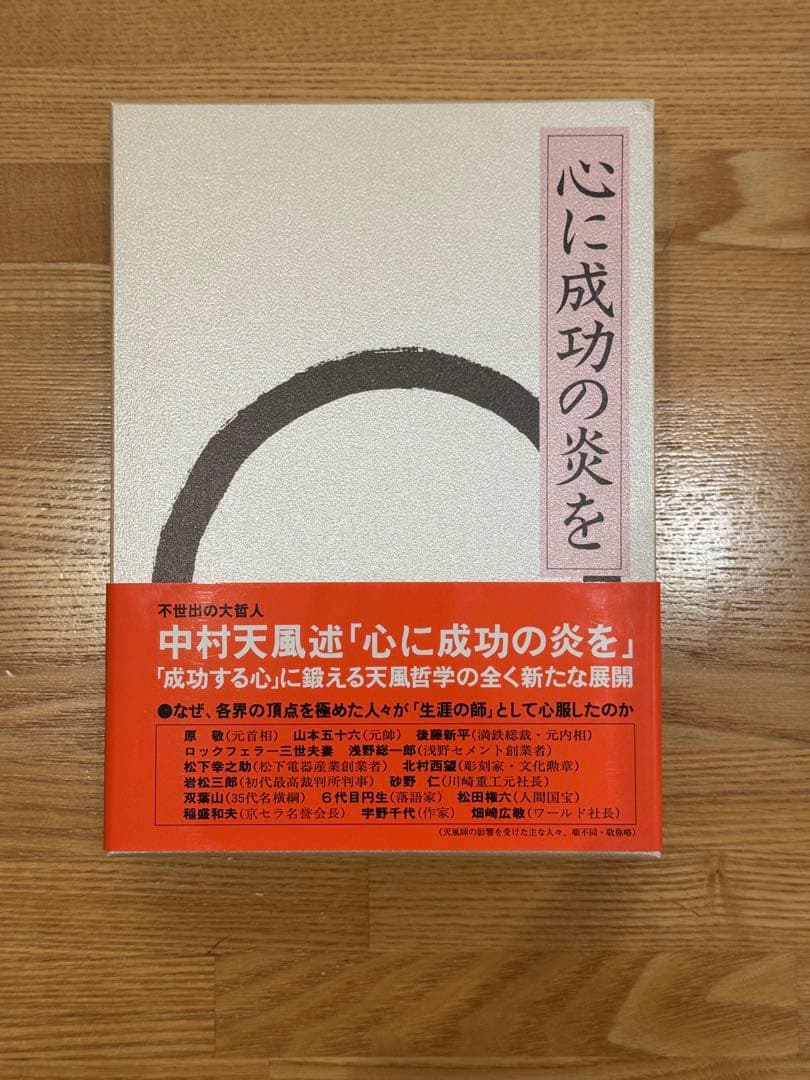 心に成功の炎を
不世出の大哲人
中村天風述「心に成功の炎を」
「成功する心」に鍛える天風哲学の全く新たな展開
●なぜ、各界の頂点を極めた人々が「生涯の師」として心服したのか
原 敬(元首相) 山本五十六(元帥) 後藤新平(満鉄総裁・元内相)
ロックフェラー三世夫妻 浅野総一郎(浅野セメント創業者)
松下幸之助(松下電器産業創業者) 北村西望(彫刻家・文化勲章)
岩松三郎(初代最高裁判所判事) 砂野 仁(川崎重工元社長)
双葉山(35代名横綱) 6代目円生(落語家) 松田権六(人間国宝)
稲盛和夫(京セラ名誉会長) 宇野千代(作家) 畑崎広敏(ワールド社長)
(天風師の影響を受けた主な人々、順不同・敬称略)